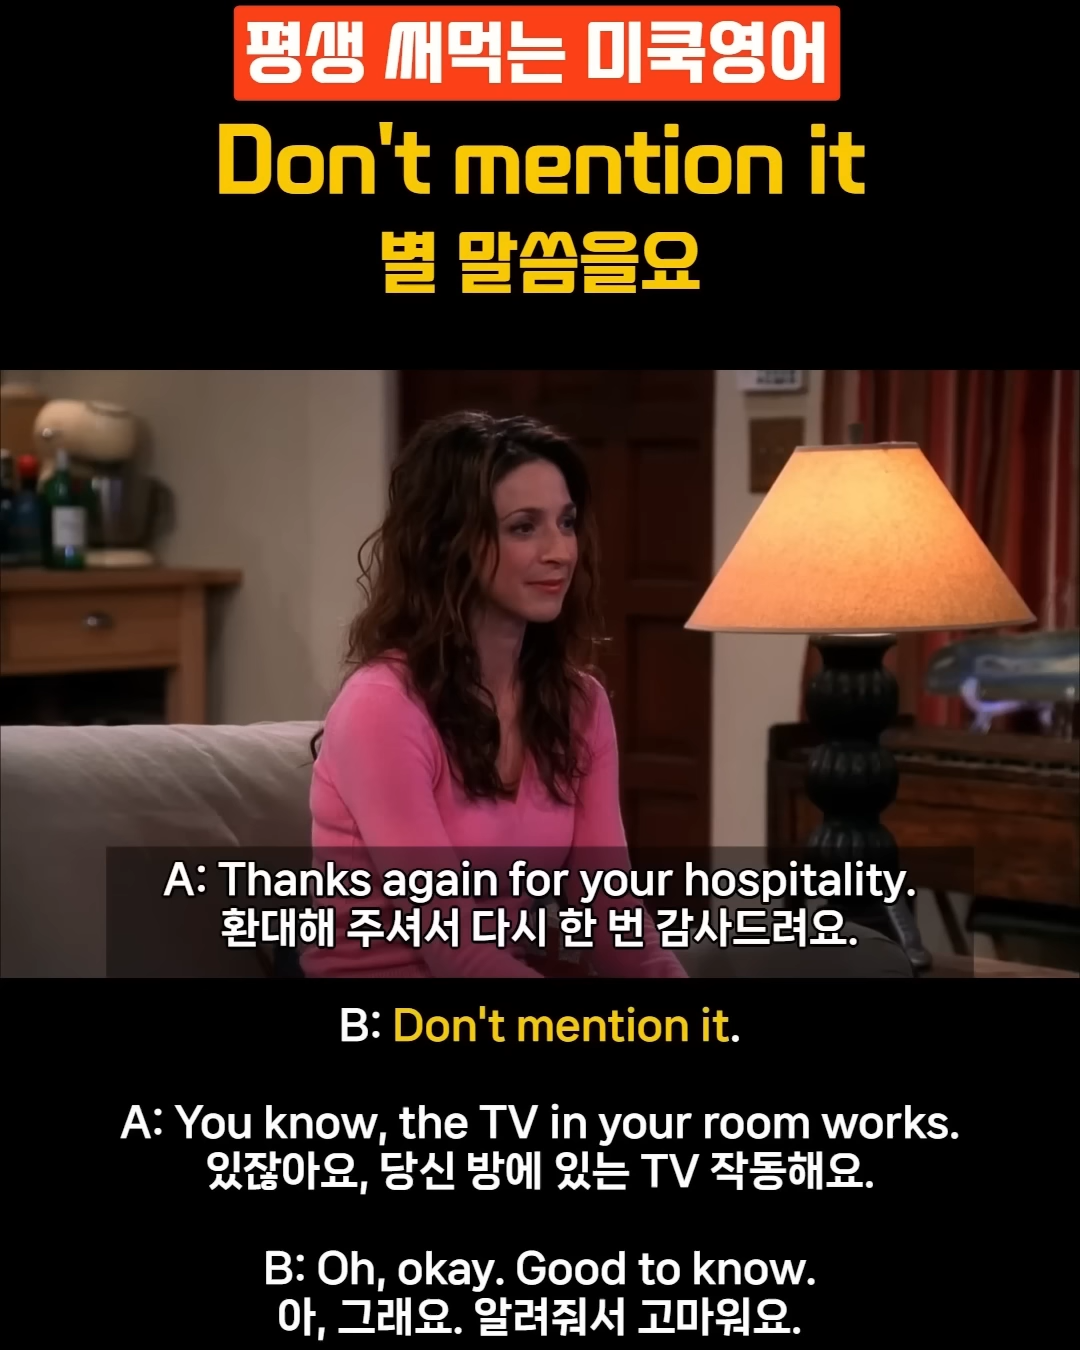 평생 써먹는 미쿡영어
Don't mention it
별 말씀을요
A: Thanks again for your hospitality.
환대해 주셔서 다시 한 번 감사드려요.
B: Don't mention it.
A: You know, the TV in your room works.
있잖아요, 당신 방에 있는 TV 작동해요.
B: Oh, okay. Good to know.
아, 그래요. 알려줘서 고마워요.